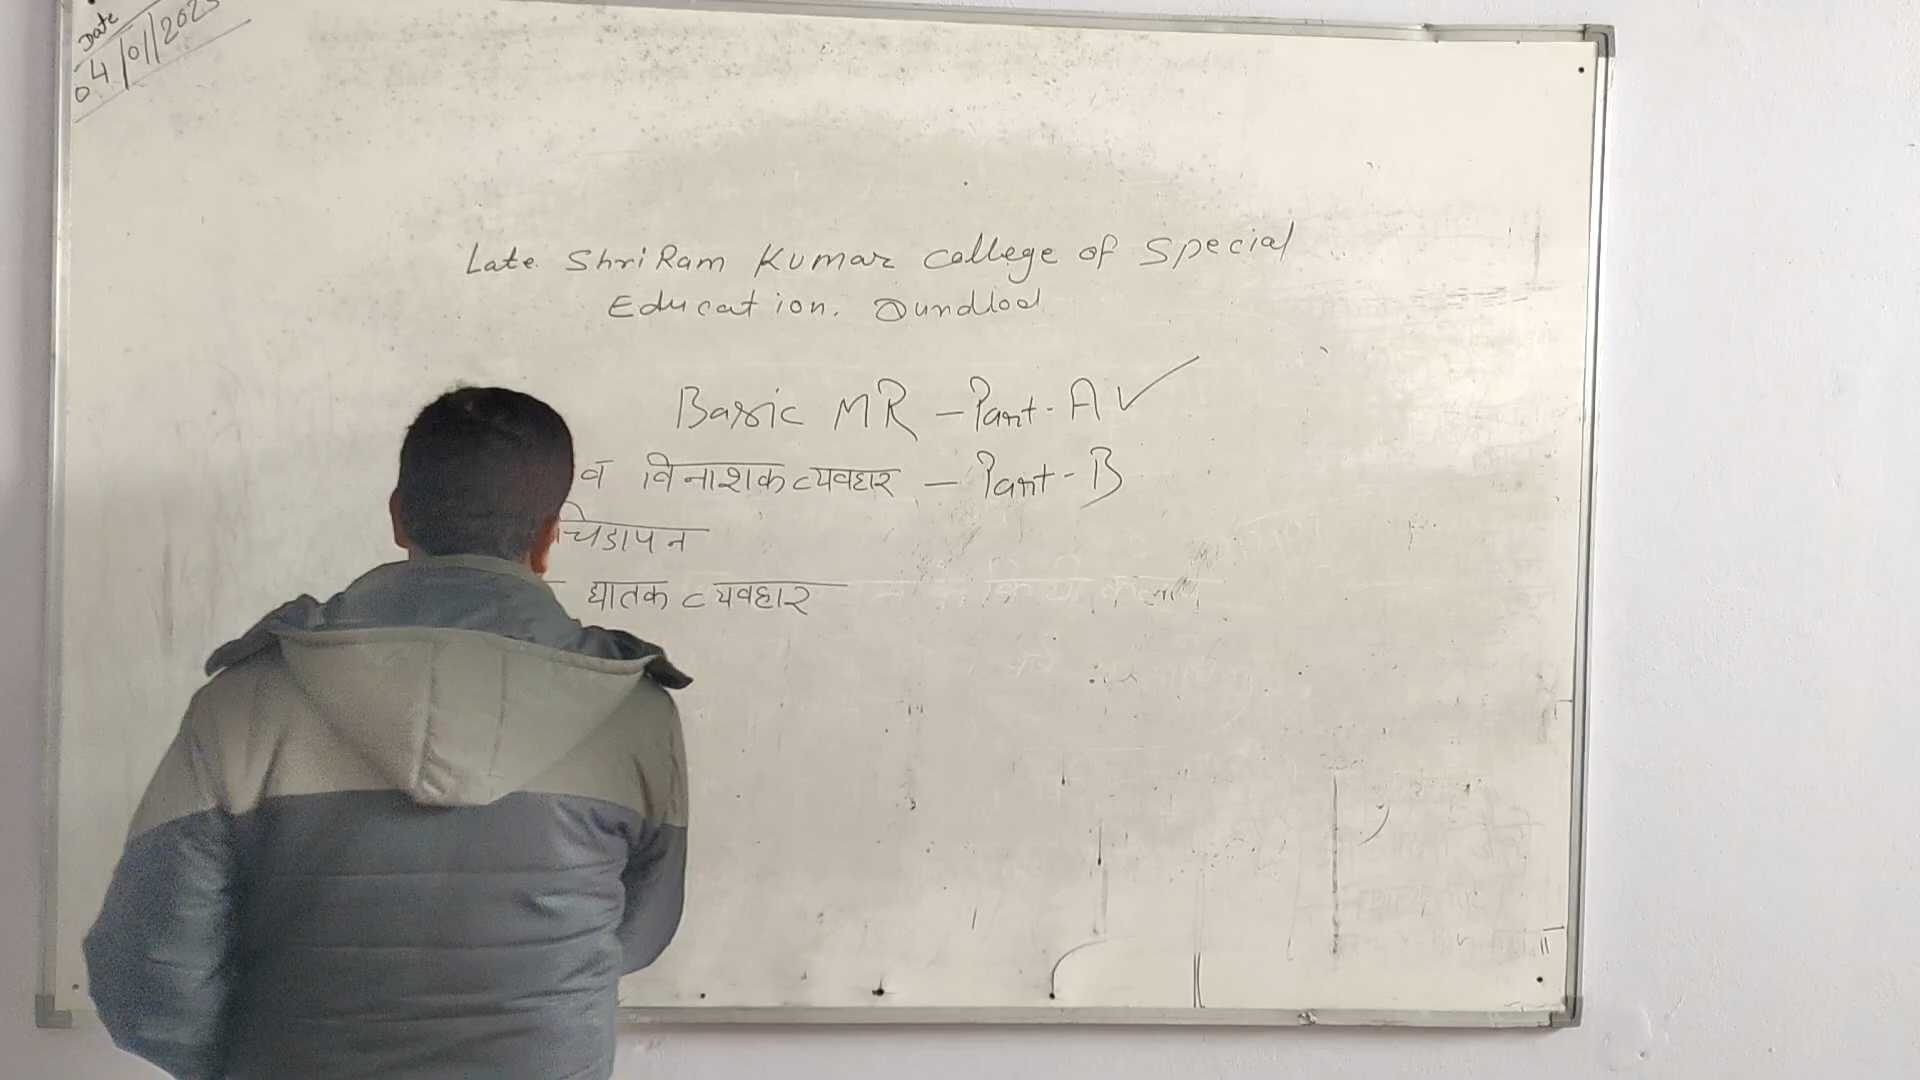 Date
04/01/2023
Late. Shri Ram Kumar College of Special
Education. Dundlod
Basic MR - Part - A ✓
व विनाशक व्यवहार - Part - B
चिडापन
घातक व्यवहार